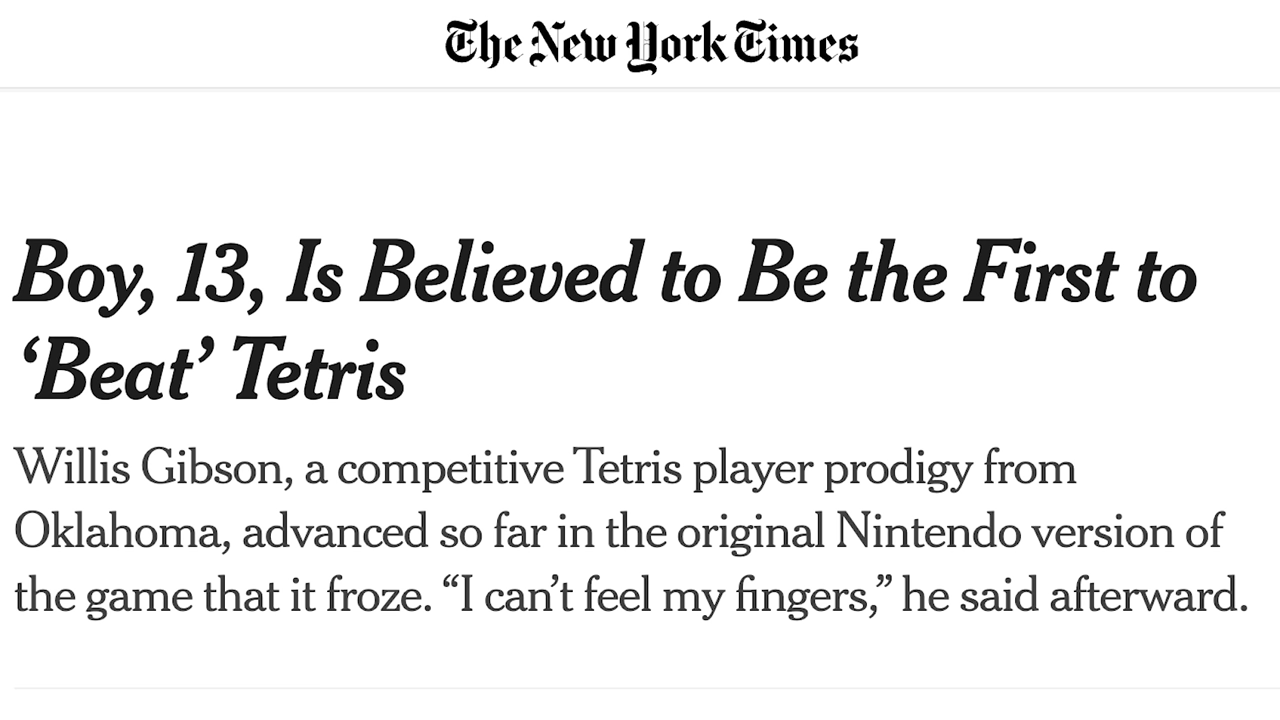 The New York Times
Boy, 13, Is Believed to Be the First to
‘Beat’ Tetris
Willis Gibson, a competitive Tetris player prodigy from
Oklahoma, advanced so far in the original Nintendo version of
the game that it froze. “I can’t feel my fingers,” he said afterward.